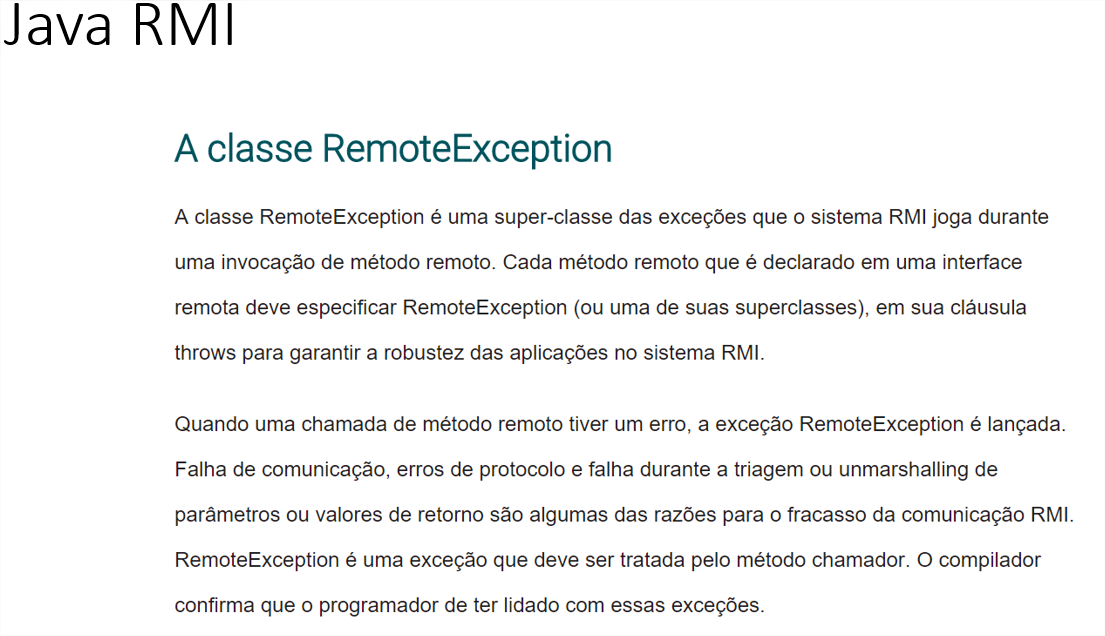 Java RMI
A classe RemoteException
A classe RemoteException é uma super-classe das exceções que o sistema RMI joga durante
uma invocação de método remoto. Cada método remoto que é declarado em uma interface
remota deve especificar RemoteException (ou uma de suas superclasses), em sua cláusula
throws para garantir a robustez das aplicações no sistema RMI.
Quando uma chamada de método remoto tiver um erro, a exceção RemoteException é lançada.
Falha de comunicação, erros de protocolo e falha durante a triagem ou unmarshalling de
parâmetros ou valores de retorno são algumas das razões para o fracasso da comunicação RMI.
RemoteException é uma exceção que deve ser tratada pelo método chamador. O compilador
confirma que o programador de ter lidado com essas exceções.